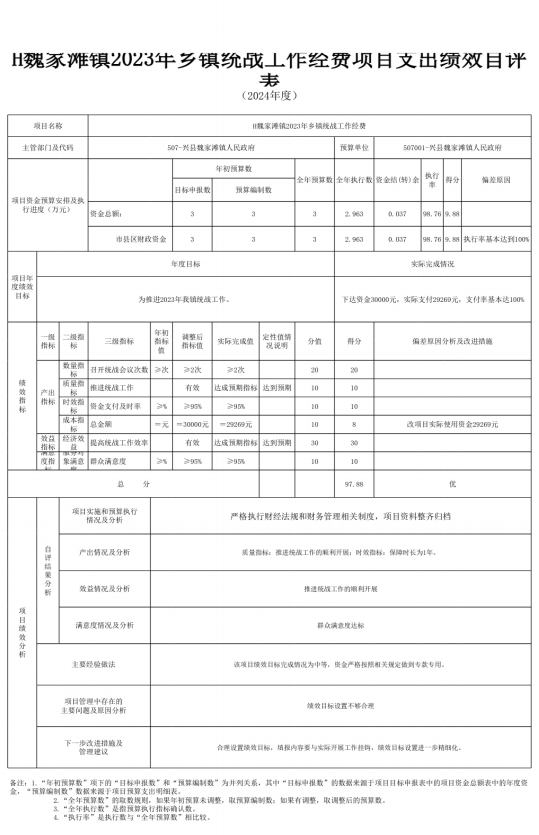 H魏家滩镇2023年乡镇统战工作经费项目支出绩效自评
表
（2024年度）
项目名称 H魏家滩镇2023年乡镇统战工作经费
主管部门及代码 507-兴县魏家滩镇人民政府 预算单位 507001-兴县魏家滩镇人民政府
项目资金预算安排及执行进度（万元） 年初预算数 全年预算数 全年执行数 资金结(转)余 执行率 得分 偏差原因
目标申报数 预算编制数
资金总额： 3 3 3 2.963 0.037 98.76 9.88
市县区财政资金 3 3 3 2.963 0.037 98.76 9.88 执行率基本达到100%
项目年度绩效目标 年度目标 实际完成情况
为推进2023年我镇统战工作。 下达资金30000元，实际支付29269元，支付率基本达100%
绩效指标 一级指标 二级指标 三级指标 年初指标值 调整后指标值 实际完成值 定性值情况说明 分值 得分 偏差原因分析及改进措施
产出指标 数量指标 召开统战会议次数 ≥次 ≥2次 ≥2次 20 20
质量指标 推进统战工作 有效 达成预期指标 达到预期 10 10
时效指标 资金支付及时率 ≥% ≥95% ≥95% 10 10
成本指标 总金额 ＝元 ＝30000元 ＝29269元 10 8 改项目实际使用资金29269元
效益指标 经济效益 提高统战工作效率 有效 达成预期指标 达到预期 30 30
满意度指标 服务对象满意度 群众满意度 ≥% ≥95% ≥95% 10 10
总 分 97.88 优
项目绩效分析 自评结果分析 项目实施和预算执行情况及分析 严格执行财经法规和财务管理相关制度，项目资料整齐归档
产出情况及分析 质量指标：推进统战工作的顺利开展；时效指标：保障时长为1年。
效益情况及分析 推进统战工作的顺利开展
满意度情况及分析 群众满意度达标
主要经验做法 该项目绩效目标完成情况为中等，资金严格按照相关规定做到专款专用。
项目管理中存在的主要问题及原因分析 绩效目标设置不够合理
下一步改进措施及管理建议 合理设置绩效目标，填报内容要与实际开展工作挂钩，绩效目标设置进一步精细化。
备注：1.“年初预算数”项下的“目标申报数”和“预算编制数”为并列关系，其中“目标申报数”的数据来源于项目目标申报表中的项目资金总额表中的年度资
金，“预算编制数”数据来源于项目预算支出明细表。
2.“全年预算数”的取数规则，如果年初预算未调整，取预算编制数；如果有调整，取调整后的预算数。
3.“全年执行数”是指预算执行指标确认数。
4.“执行率”是执行数与“全年预算数”相比较。